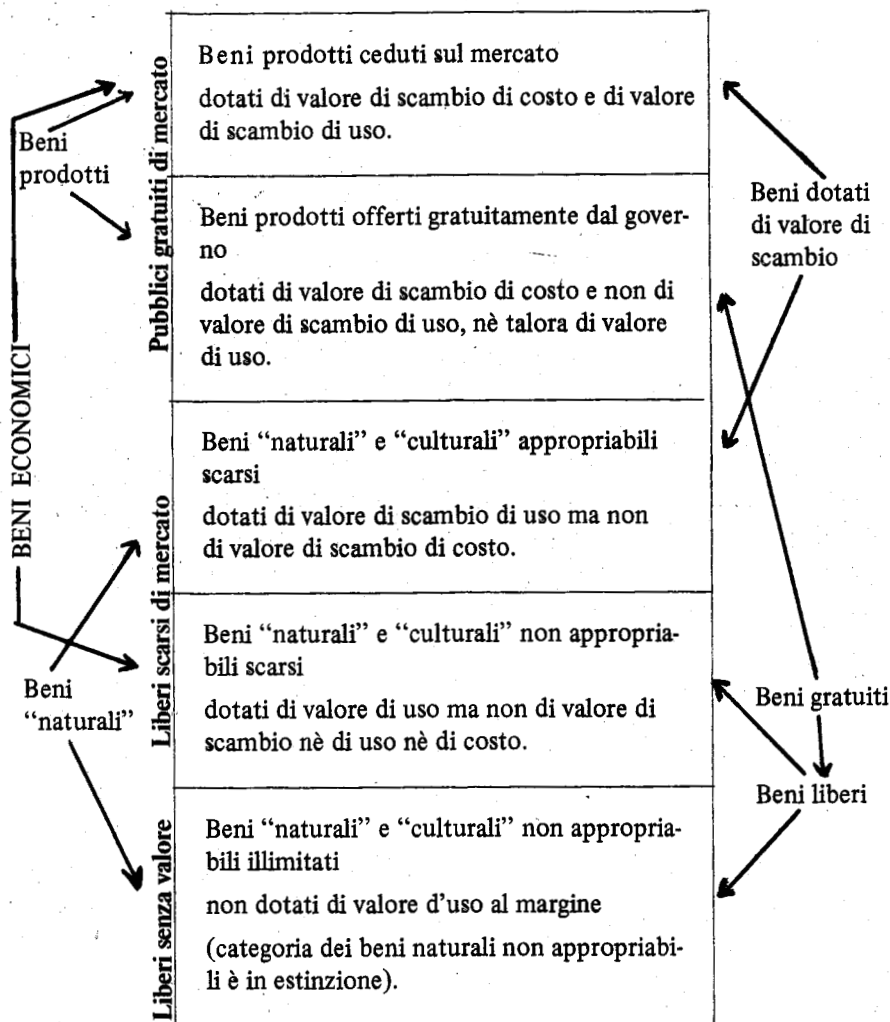 Beni prodotti ceduti sul mercato
dotati di valore di scambio di costo e di valore
di scambio di uso.
Beni prodotti offerti gratuitamente dal gover-
no
dotati di valore di scambio di costo e non di
valore di scambio di uso, nè talora di valore
di uso.
Beni “naturali” e “culturali” appropriabili
scarsi
dotati di valore di scambio di uso ma non
di valore di scambio di costo.
Beni “naturali” e “culturali” non appropria-
bili scarsi
dotati di valore di uso ma non di valore di
scambio nè di uso nè di costo.
Beni “naturali” e “culturali” non appropria-
bili illimitati
non dotati di valore d’uso al margine
(categoria dei beni naturali non appropriabi-
li è in estinzione).
Pubblici gratuiti di mercato
Liberi scarsi di mercato
Liberi senza valore
BENI ECONOMICI
Beni
prodotti
Beni
“naturali”
Beni dotati
di valore di
scambio
Beni gratuiti
Beni liberi